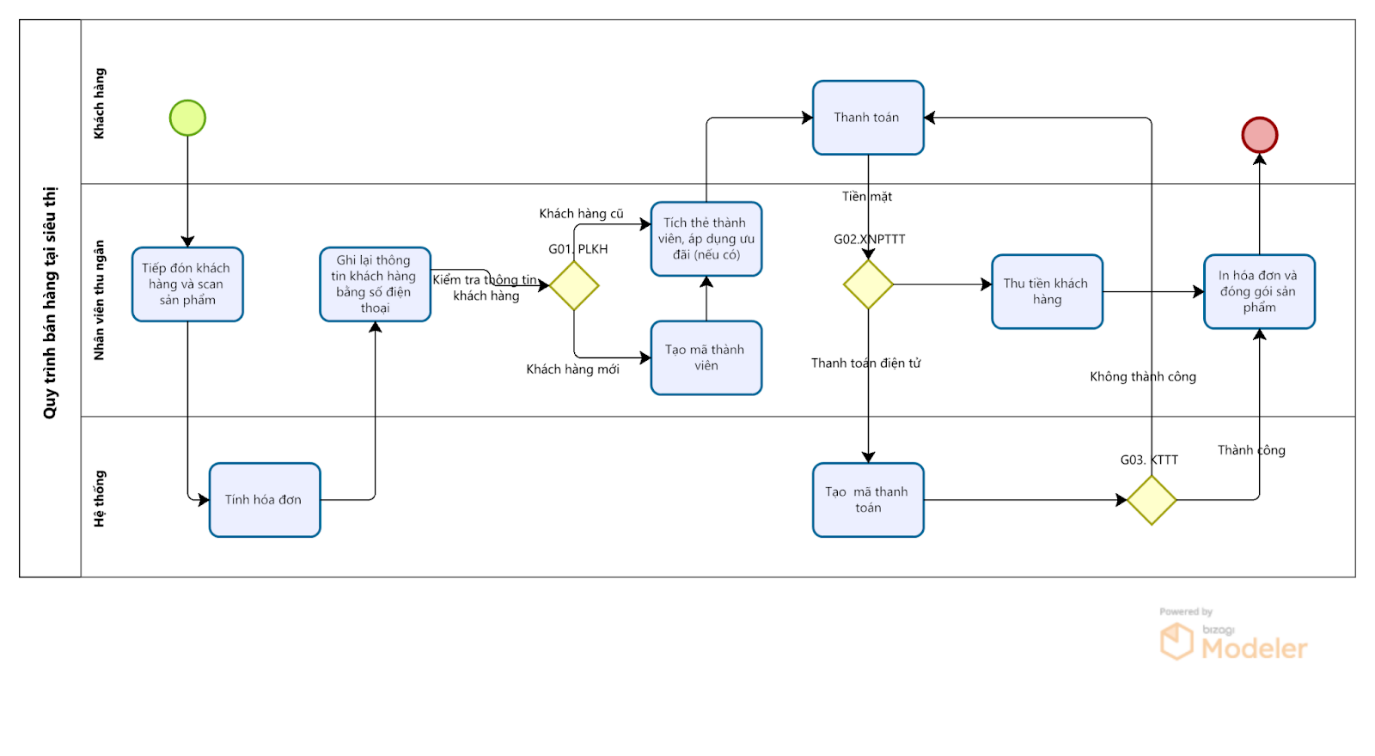 Quy trình bán hàng tại siêu thị
Khách hàng
Thanh toán
Nhân viên thu ngân
Tiếp đón khách
hàng và scan
sản phẩm
Ghi lại thông
tin khách hàng
bằng số điện
thoại
Kiểm tra thông tin
khách hàng
G01. PLKH
Khách hàng cũ
Khách hàng mới
Tích thẻ thành
viên, áp dụng ưu
đãi (nếu có)
Tạo mã thành
viên
Tiền mặt
G02.XNPTTT
Thanh toán điện tử
Thu tiền khách
hàng
Không thành công
In hóa đơn và
đóng gói sản
phẩm
Hệ thống
Tính hóa đơn
Tạo mã thanh
toán
G03. KTTT
Thành công
Powered by
bizagi
Modeler